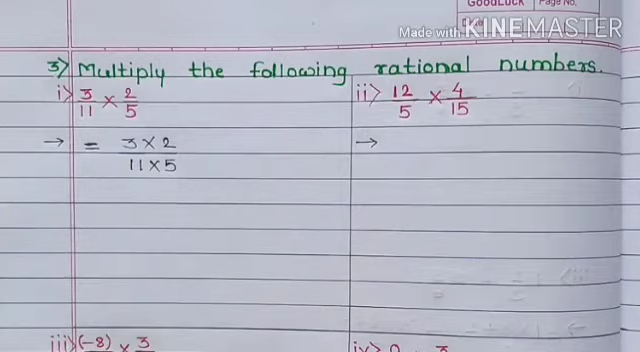 GoodLuck Page No.
Made with KINEMASTER
3) Multiply the following rational numbers.
i) 3/11 × 2/5
ii) 12/5 × 4/15
→ = 3×2
11×5
→
iii) (-8) × 3
iv)